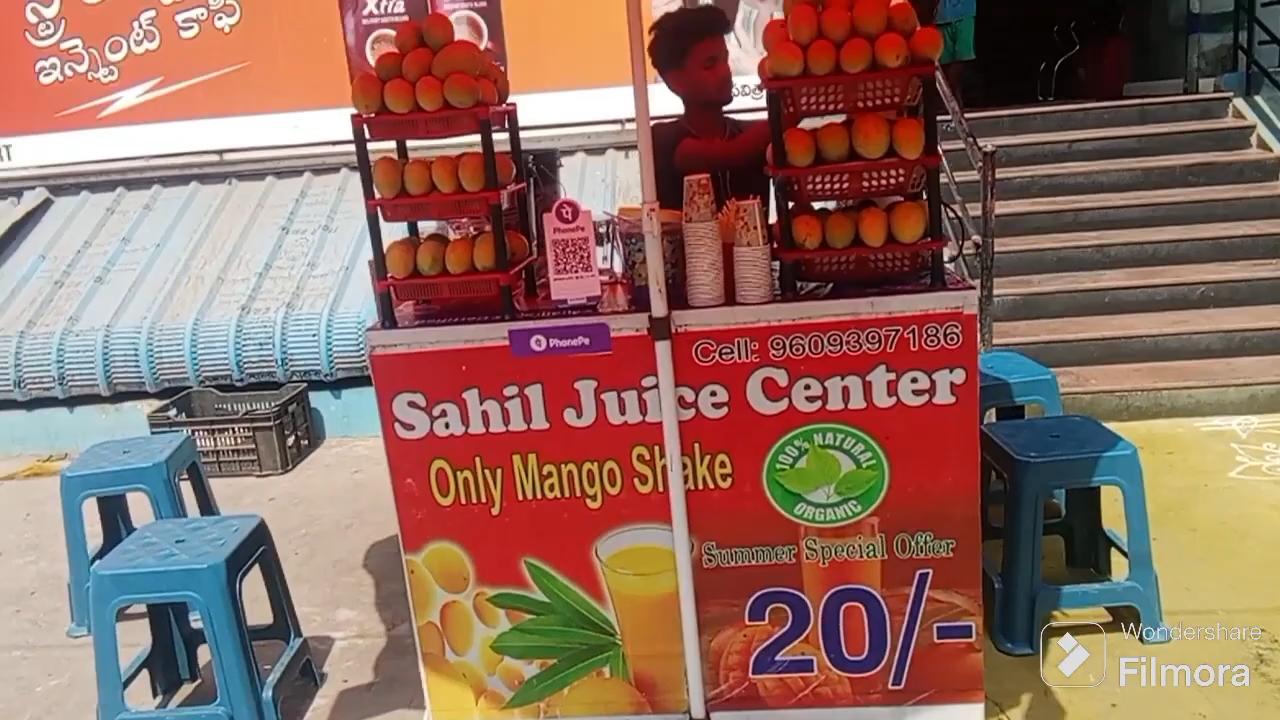 Xtra
ఇన్స్టెంట్ కాఫీ
PhonePe
PhonePe
Cell: 9609397186
Sahil Juice Center
Only Mango Shake
100% NATURAL
ORGANIC
Summer Special Offer
20/-
Wondershare
Filmora